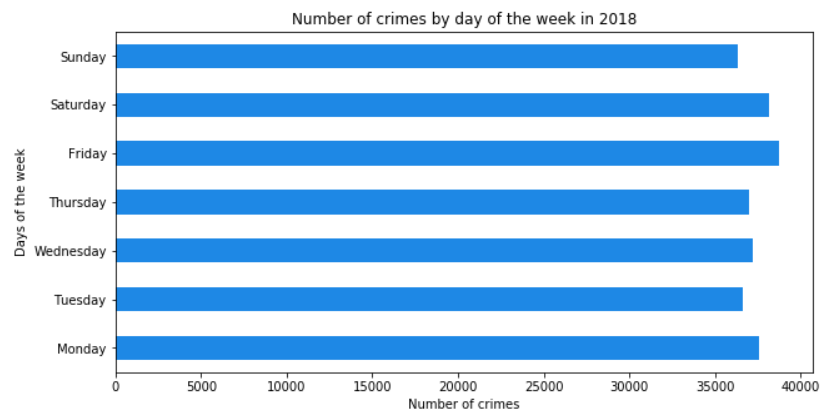 Number of crimes by day of the week in 2018
Days of the week
Sunday
Saturday
Friday
Thursday
Wednesday
Tuesday
Monday
0 5000 10000 15000 20000 25000 30000 35000 40000
Number of crimes